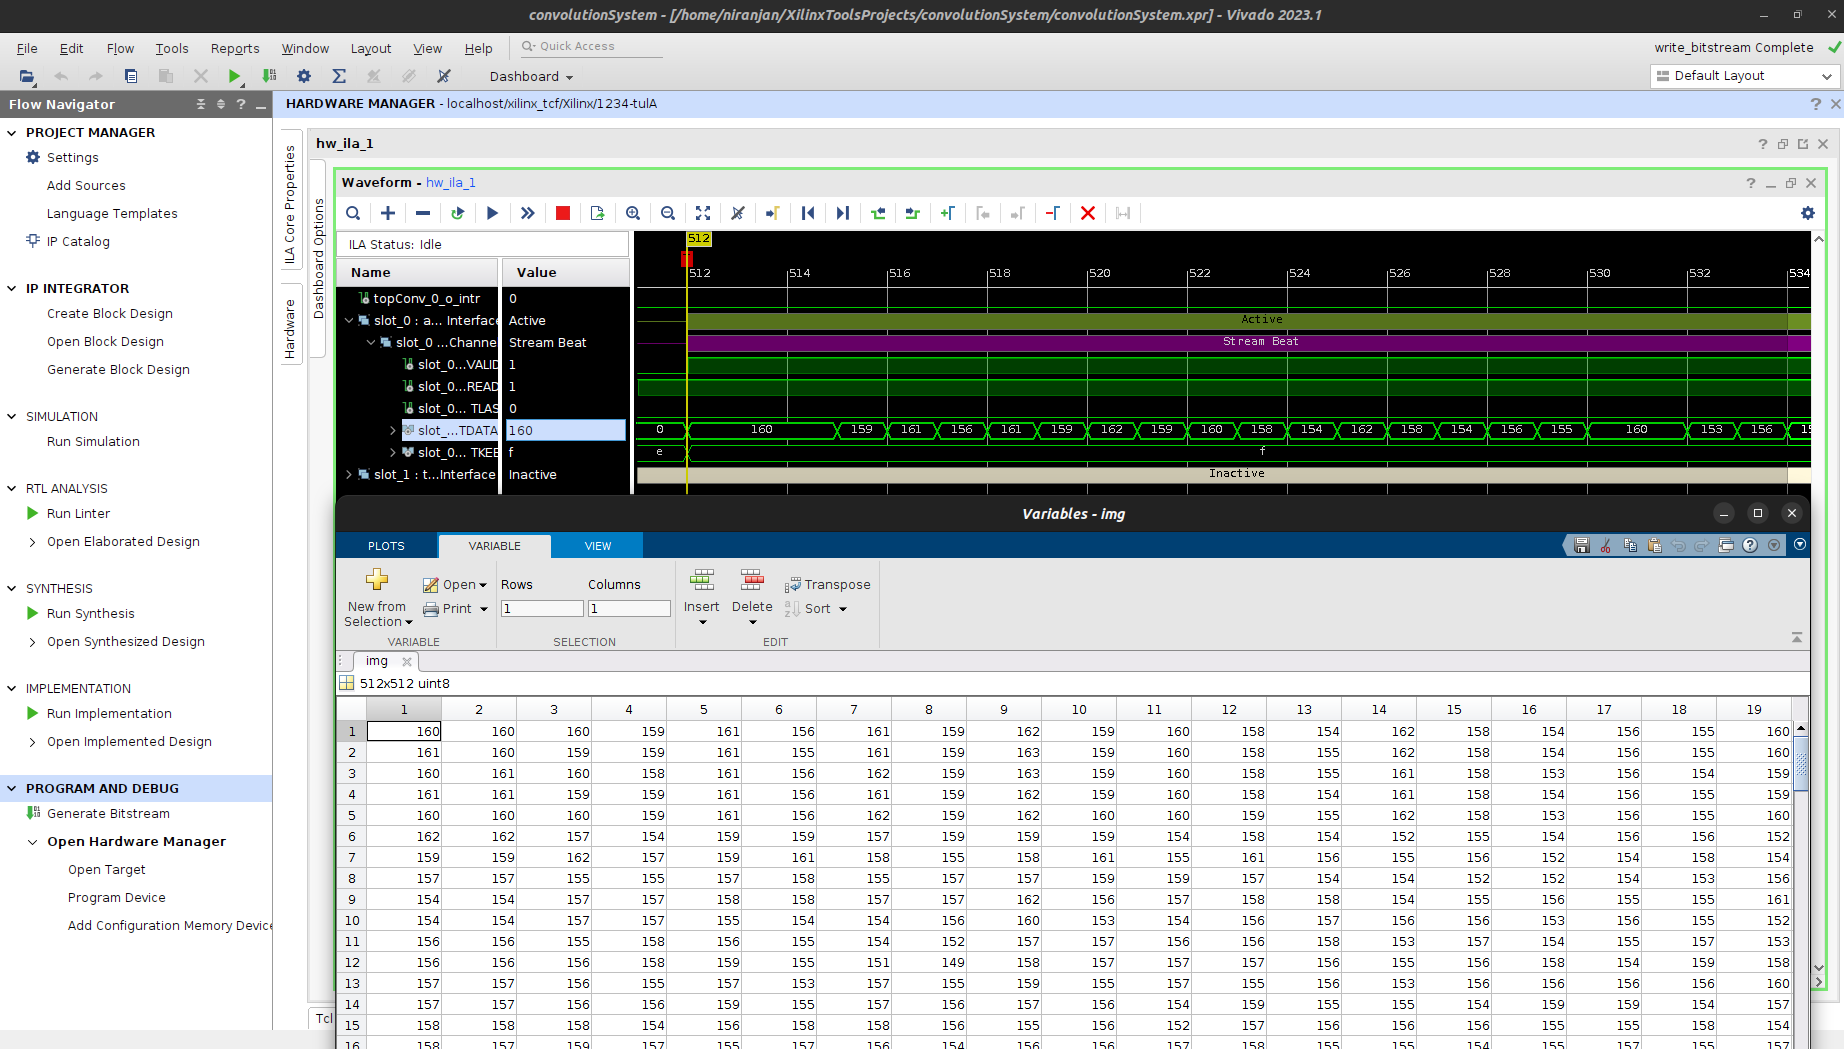 convolutionSystem - [/home/niranjan/XilinxToolsProjects/convolutionSystem/convolutionSystem.xpr] - Vivado 2023.1
File Edit Flow Tools Reports Window Layout View Help Quick Access write_bitstream Complete
Dashboard Default Layout
Flow Navigator
PROJECT MANAGER
Settings
Add Sources
Language Templates
IP Catalog
IP INTEGRATOR
Create Block Design
Open Block Design
Generate Block Design
SIMULATION
Run Simulation
RTL ANALYSIS
Run Linter
Open Elaborated Design
SYNTHESIS
Run Synthesis
Open Synthesized Design
IMPLEMENTATION
Run Implementation
Open Implemented Design
PROGRAM AND DEBUG
Generate Bitstream
Open Hardware Manager
Open Target
Program Device
Add Configuration Memory Device
HARDWARE MANAGER - localhost/xilinx_tcf/Xilinx/1234-tulA
ILA Core Properties
Hardware
Dashboard Options
hw_ila_1
Waveform - hw_ila_1
ILA Status: Idle
Name Value
topConv_0_o_intr 0
slot_0 : a... Interface Active
slot_0 ...Channe Stream Beat
slot_0...VALID 1
slot_0...READ 1
slot_0... TLAS 0
slot_...TDATA 160
slot_0... TKEE f
slot_1 : t...Interface Inactive
512
512 514 516 518 520 522 524 526 528 530 532 534
Active
Stream Beat
0 160 159 161 156 161 159 162 159 160 158 154 162 158 154 156 155 160 153 156 15
e f
Inactive
Variables - img
PLOTS VARIABLE VIEW
New from Selection
Open
Print
Rows Columns
1 1
Insert Delete
Transpose
Sort
VARIABLE SELECTION EDIT
img
512x512 uint8
1 2 3 4 5 6 7 8 9 10 11 12 13 14 15 16 17 18 19
1 160 160 160 159 161 156 161 159 162 159 160 158 154 162 158 154 156 155 160
2 161 160 159 159 161 155 161 159 163 159 160 158 155 162 158 154 156 155 160
3 160 161 160 158 161 156 162 159 163 159 160 158 155 161 158 153 156 154 159
4 161 161 159 159 161 156 161 159 162 159 160 158 154 161 158 154 156 155 159
5 160 160 160 159 161 156 162 159 162 160 160 159 155 162 158 153 156 155 160
6 162 162 157 154 159 159 157 159 159 159 154 158 154 152 155 154 156 156 152
7 159 159 162 157 159 161 158 155 158 161 155 161 156 155 156 152 154 158 154
8 157 157 155 155 157 158 155 157 157 159 159 157 154 154 152 152 154 153 156
9 154 154 157 157 158 158 157 157 162 156 157 158 158 154 155 156 155 155 161
10 154 154 157 157 155 154 154 156 160 153 154 156 157 156 156 153 156 155 152
11 156 156 155 158 156 155 154 152 157 157 156 156 158 153 157 154 155 157 153
12 156 156 156 158 159 155 151 149 158 157 157 157 156 155 156 158 154 159 158
13 157 157 156 156 157 153 157 155 159 155 157 155 156 153 156 156 156 156 160
14 157 157 156 156 159 155 157 156 157 156 154 159 155 155 154 159 159 154 157
15 158 158 158 154 156 158 158 156 155 156 152 157 156 156 156 155 155 158 154
16 158 157 159 157 155 157 156 154 156 157 156 158 155 155 154 156 157 155 157
Tcl